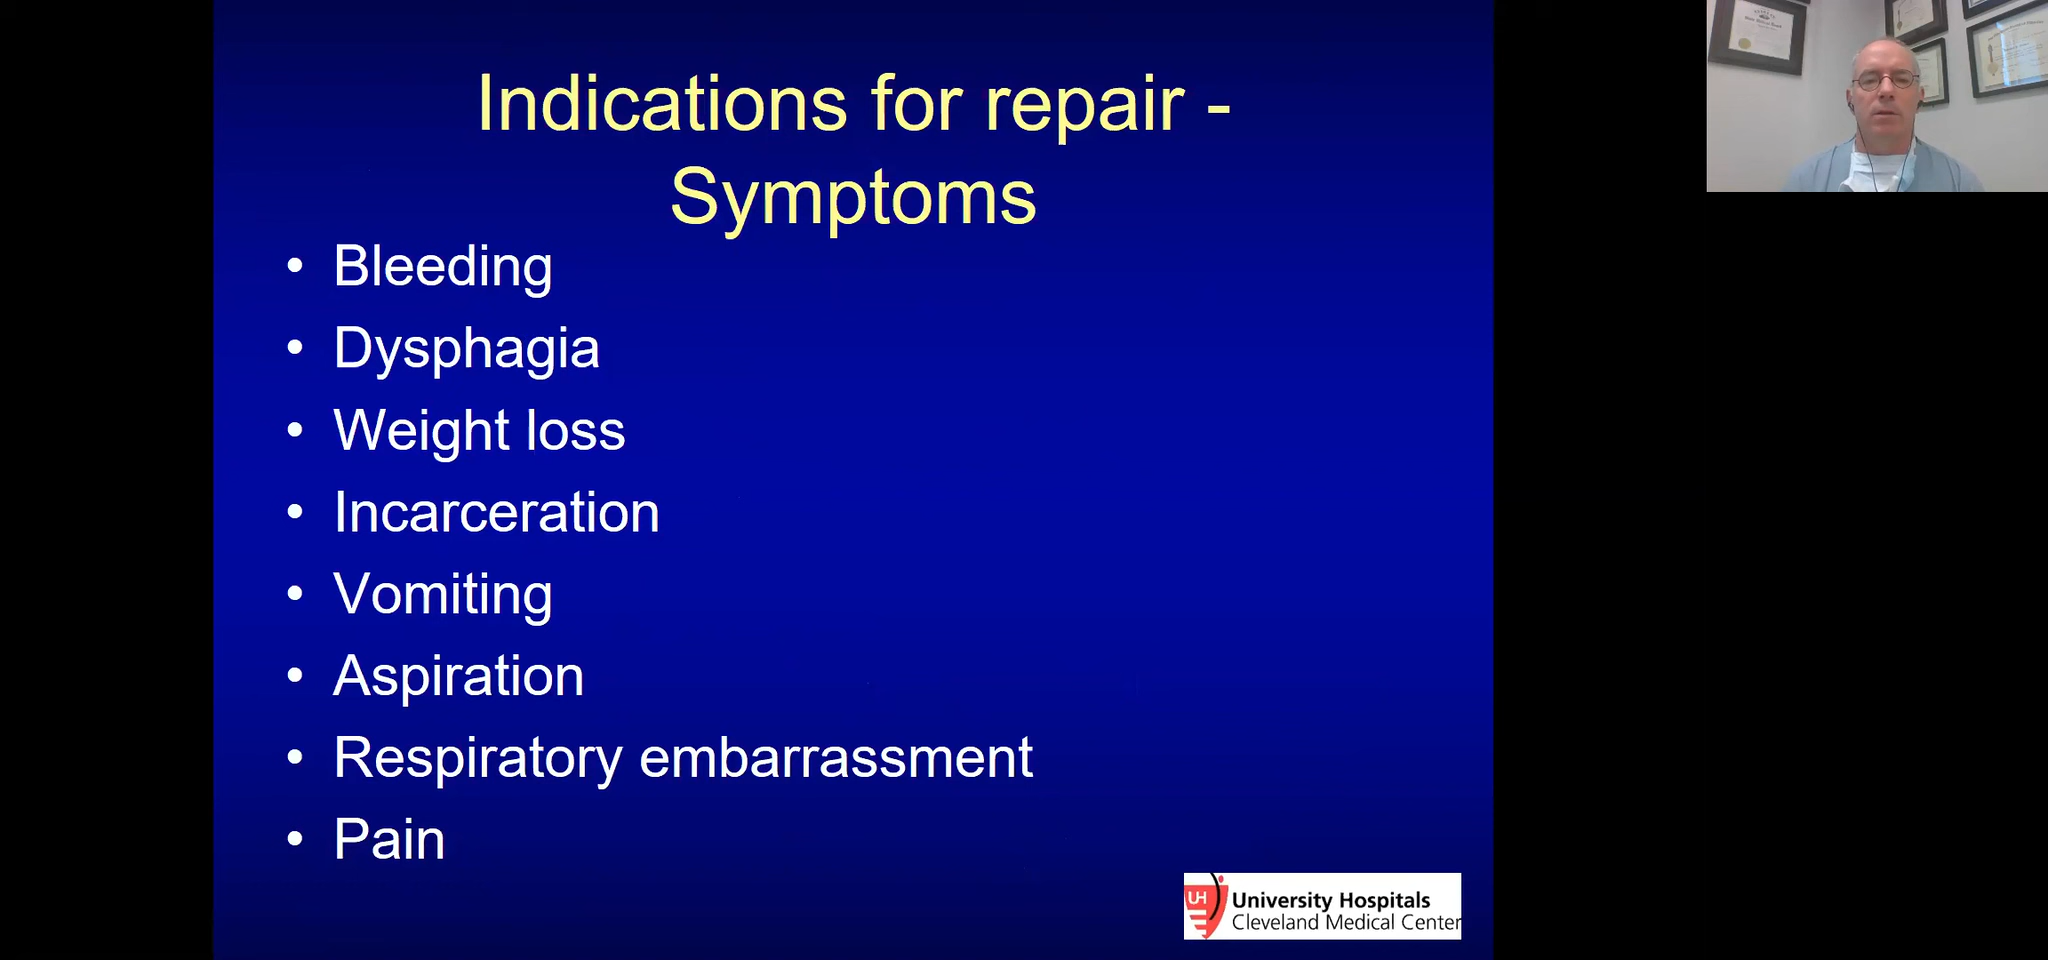 Indications for repair -
Symptoms
• Bleeding
• Dysphagia
• Weight loss
• Incarceration
• Vomiting
• Aspiration
• Respiratory embarrassment
• Pain
UH
University Hospitals
Cleveland Medical Center